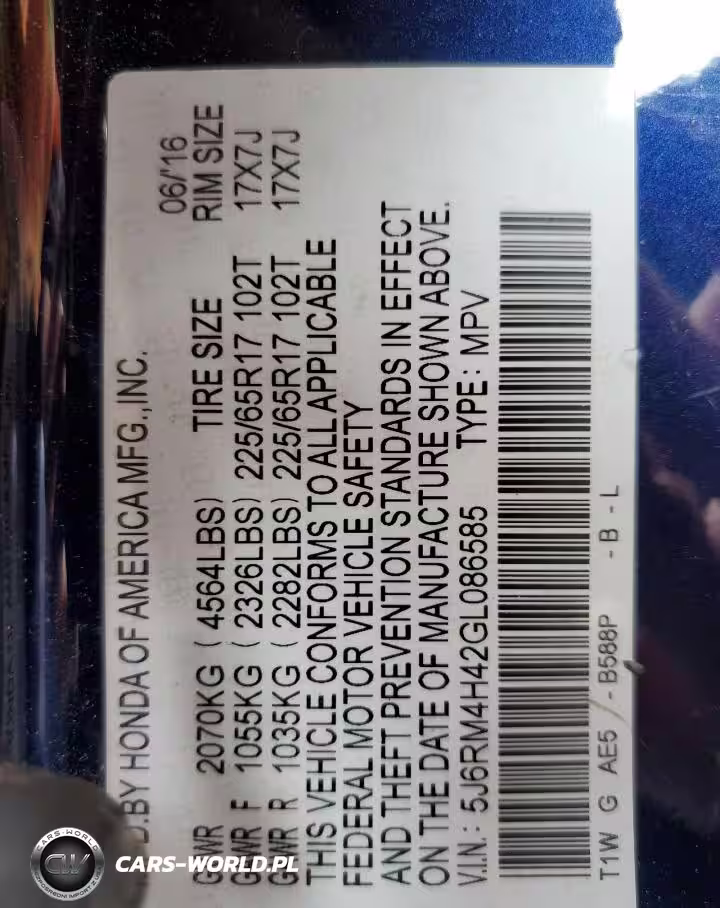 D.BY HONDA OF AMERICA MFG.,INC.
06/'16
GVWR 2070KG ( 4564LBS) TIRE SIZE RIM SIZE
GAWR F 1055KG ( 2326LBS) 225/65R17 102T 17X7J
GAWR R 1035KG ( 2282LBS) 225/65R17 102T 17X7J
THIS VEHICLE CONFORMS TO ALL APPLICABLE
FEDERAL MOTOR VEHICLE SAFETY
AND THEFT PREVENTION STANDARDS IN EFFECT
ON THE DATE OF MANUFACTURE SHOWN ABOVE.
V.I.N.: 5J6RM4H42GL086585 TYPE: MPV
T1W G AE5 - B588P - B - L
CARS-WORLD
CW
CARS-WORLD.PL